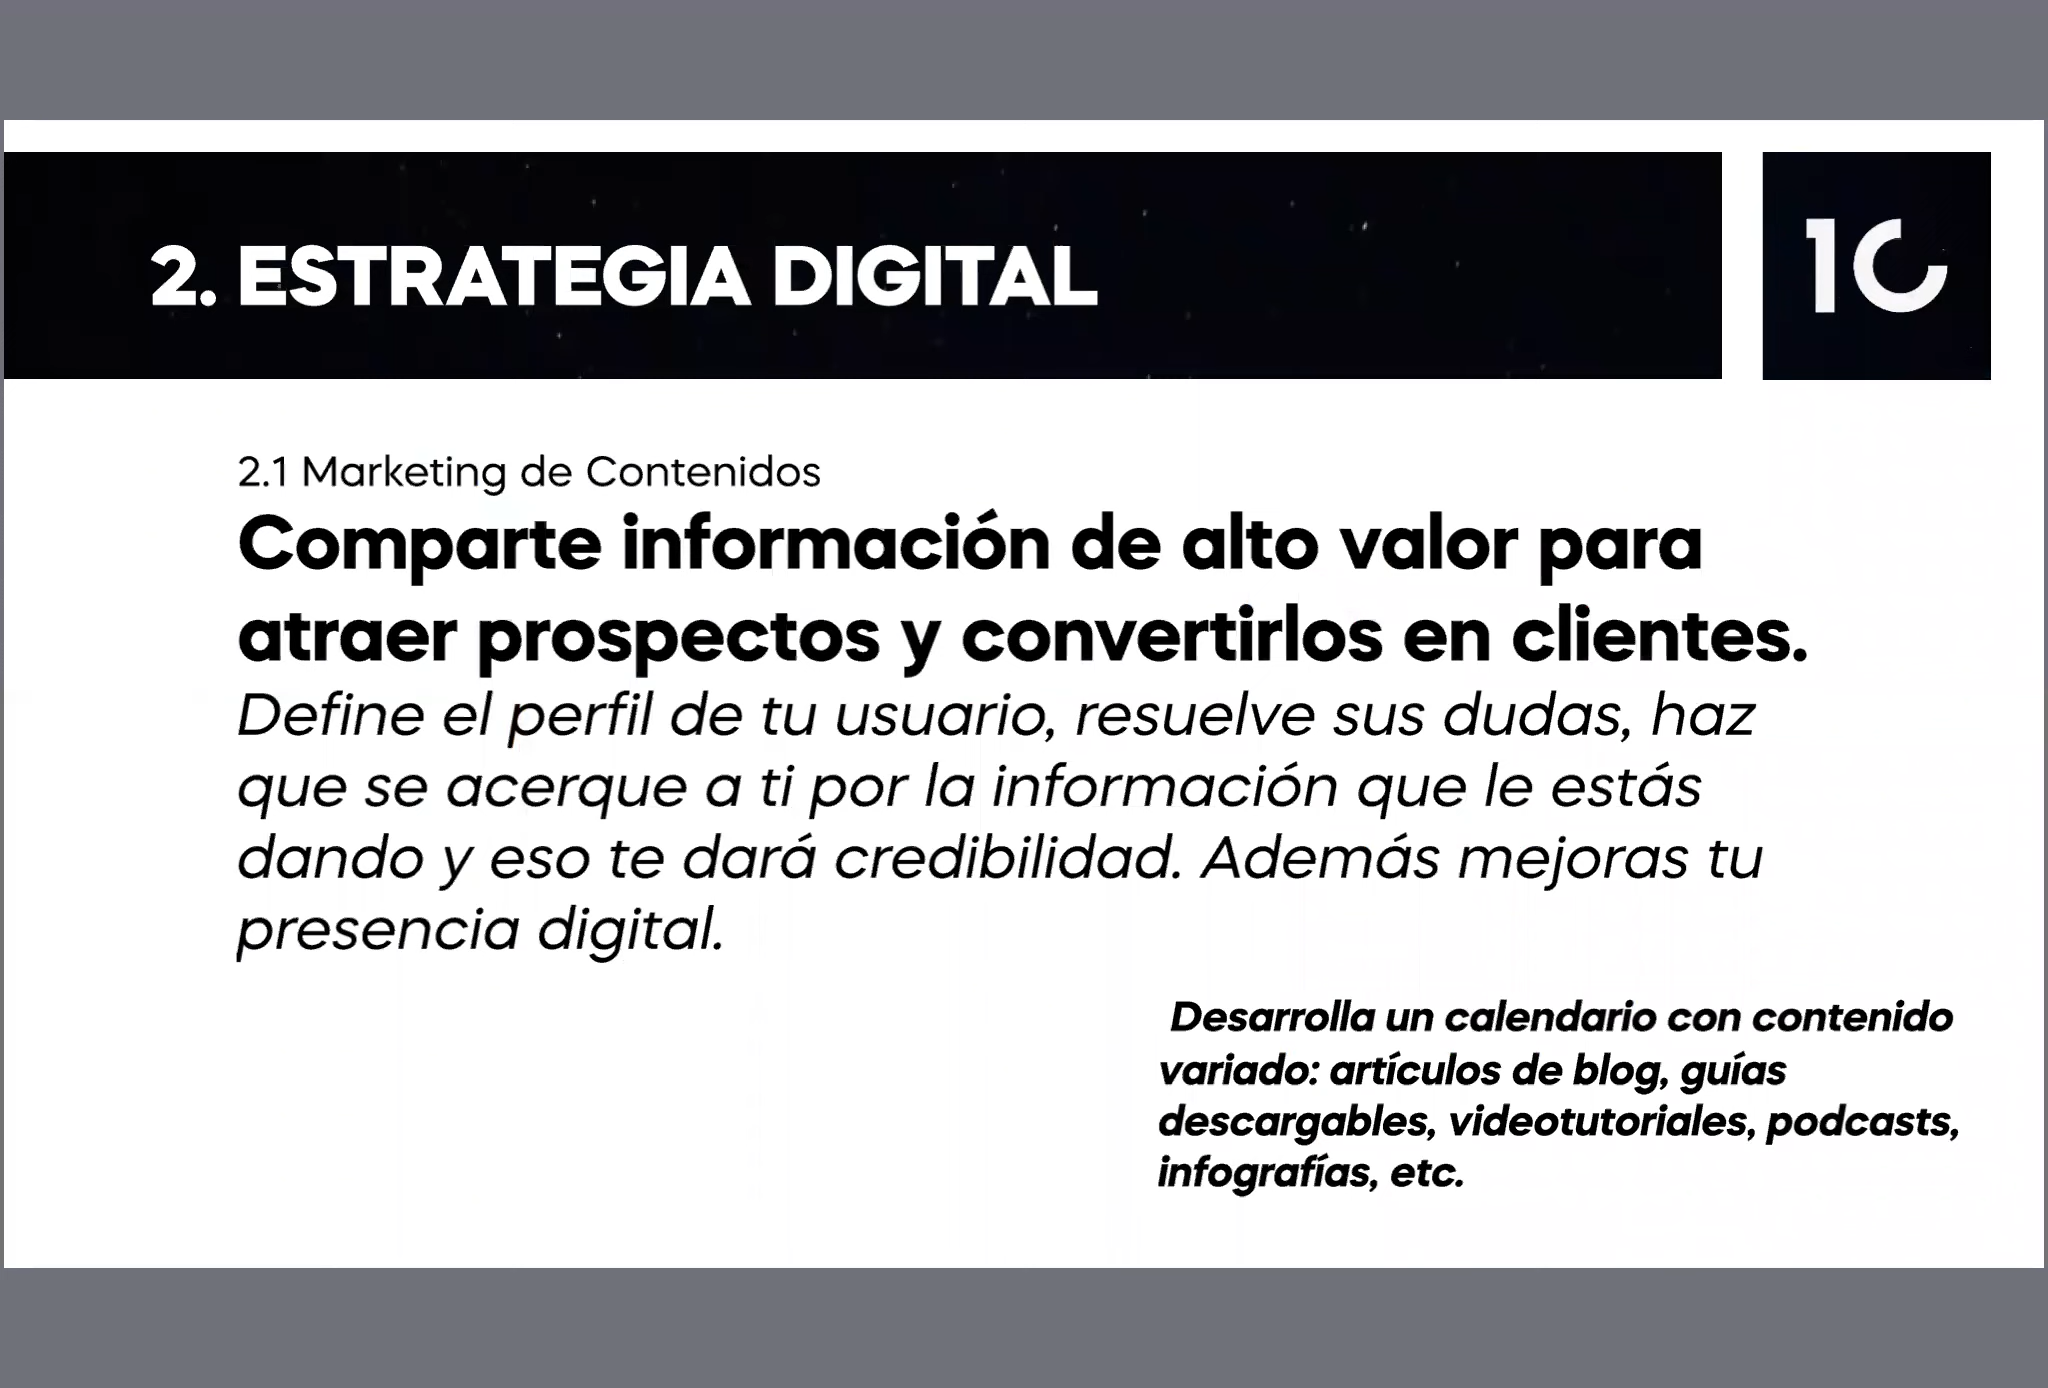 2. ESTRATEGIA DIGITAL
10
2.1 Marketing de Contenidos
Comparte información de alto valor para
atraer prospectos y convertirlos en clientes.
Define el perfil de tu usuario, resuelve sus dudas, haz
que se acerque a ti por la información que le estás
dando y eso te dará credibilidad. Además mejoras tu
presencia digital.
Desarrolla un calendario con contenido
variado: artículos de blog, guías
descargables, videotutoriales, podcasts,
infografías, etc.